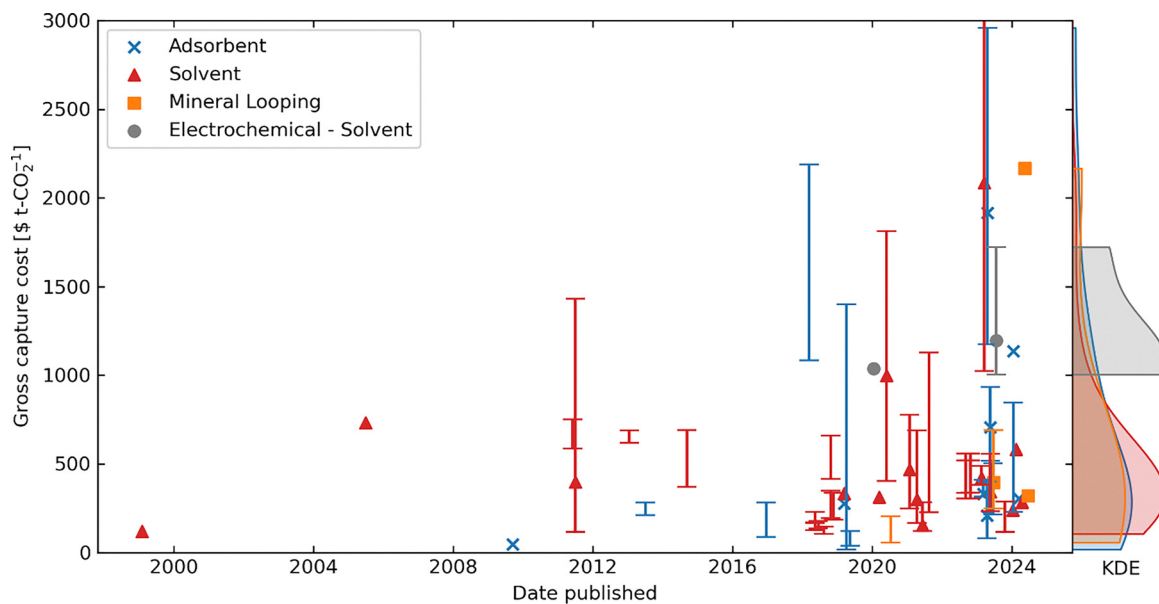 3000
2500
2000
1500
1000
500
0
Gross capture cost [$ t-CO₂⁻¹]
Adsorbent
Solvent
Mineral Looping
Electrochemical - Solvent
2000 2004 2008 2012 2016 2020 2024
KDE
Date published